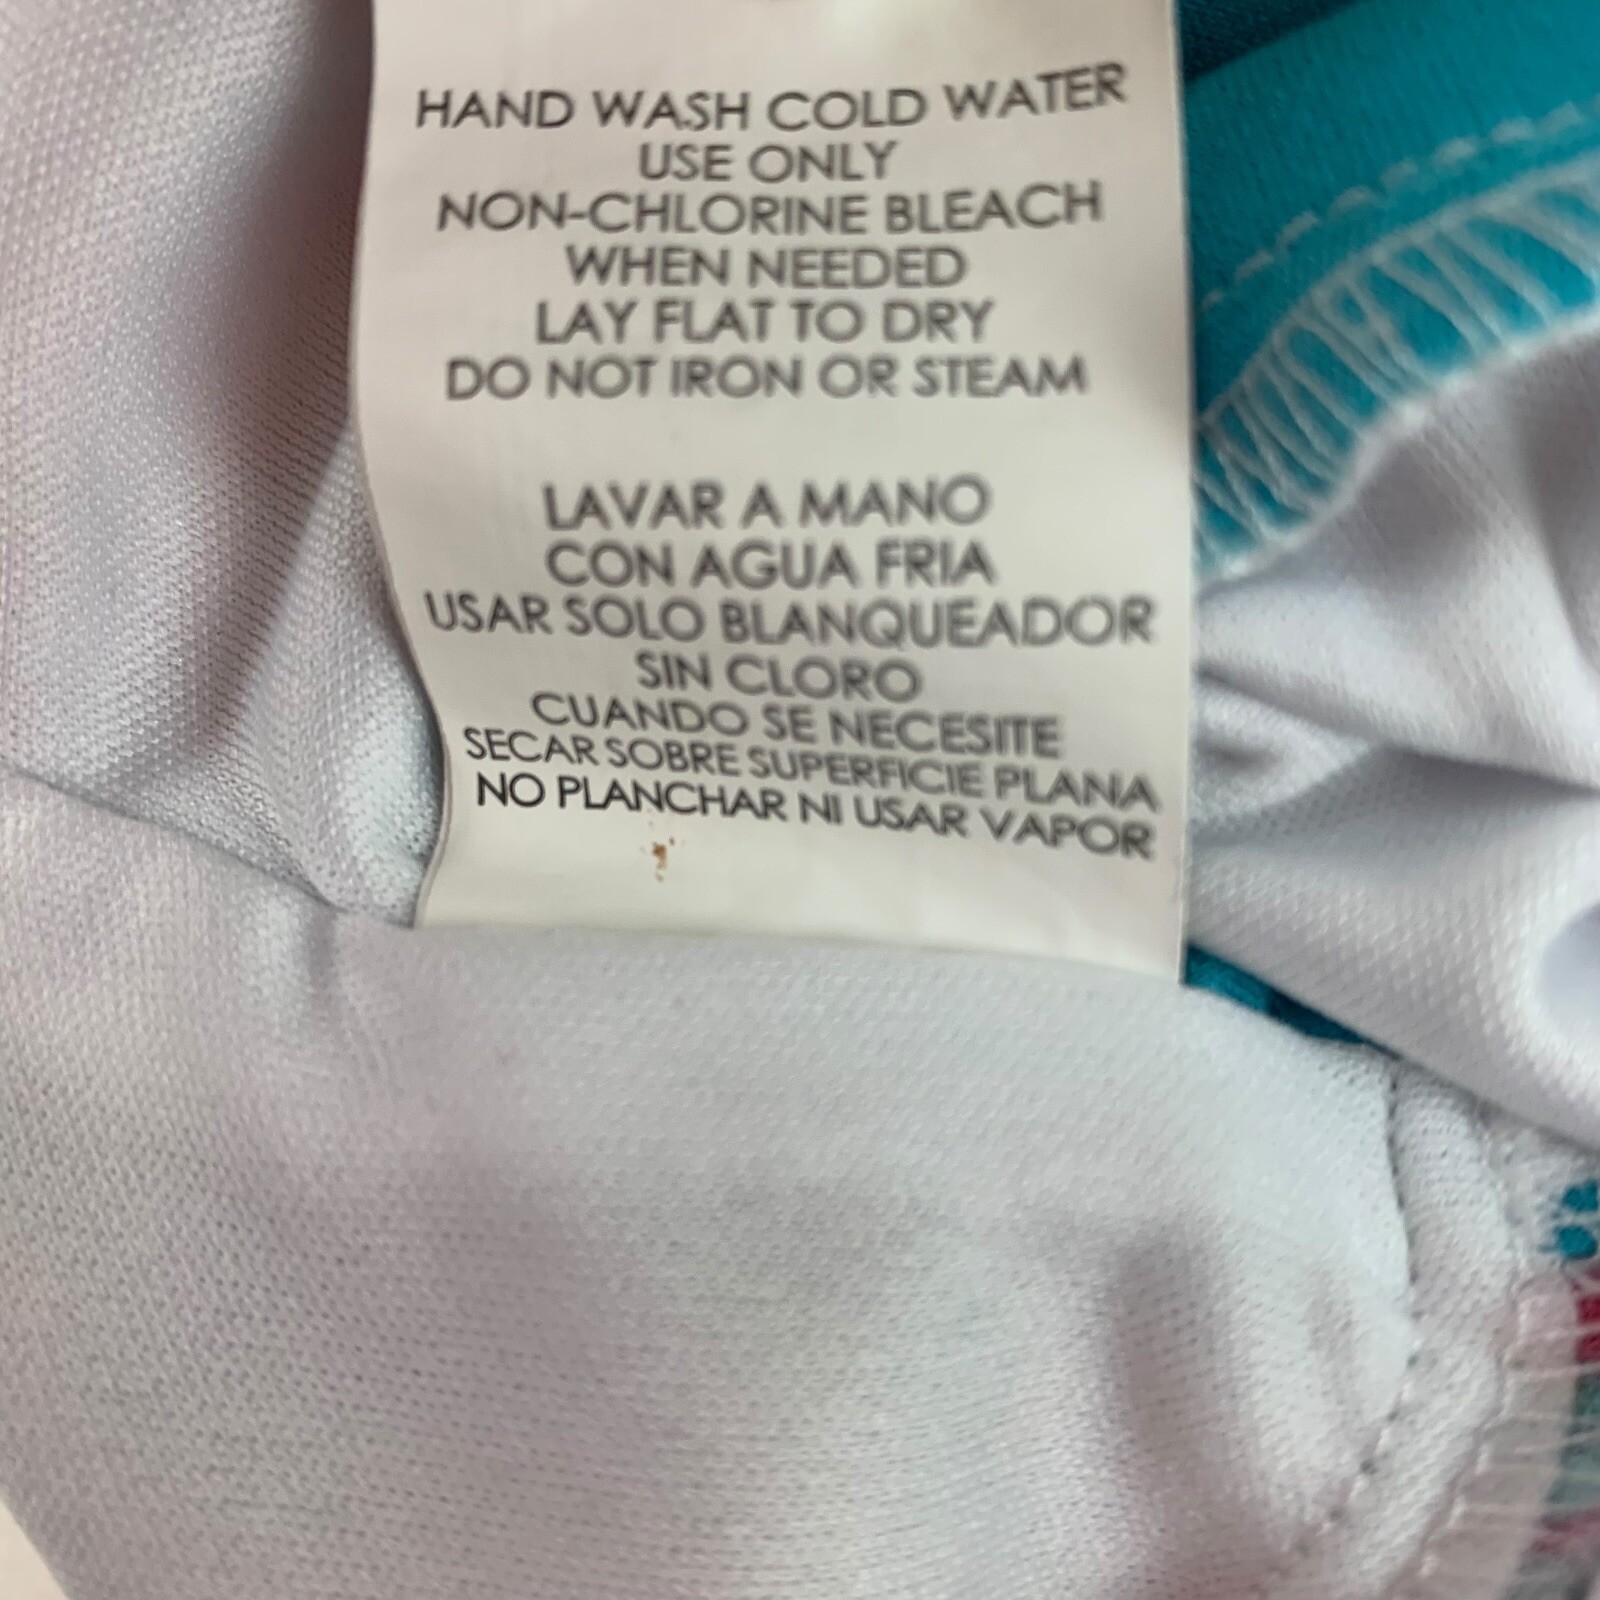 HAND WASH COLD WATER
USE ONLY
NON-CHLORINE BLEACH
WHEN NEEDED
LAY FLAT TO DRY
DO NOT IRON OR STEAM
LAVAR A MANO
CON AGUA FRIA
USAR SOLO BLANQUEADOR
SIN CLORO
CUANDO SE NECESITE
SECAR SOBRE SUPERFICIE PLANA
NO PLANCHAR NI USAR VAPOR